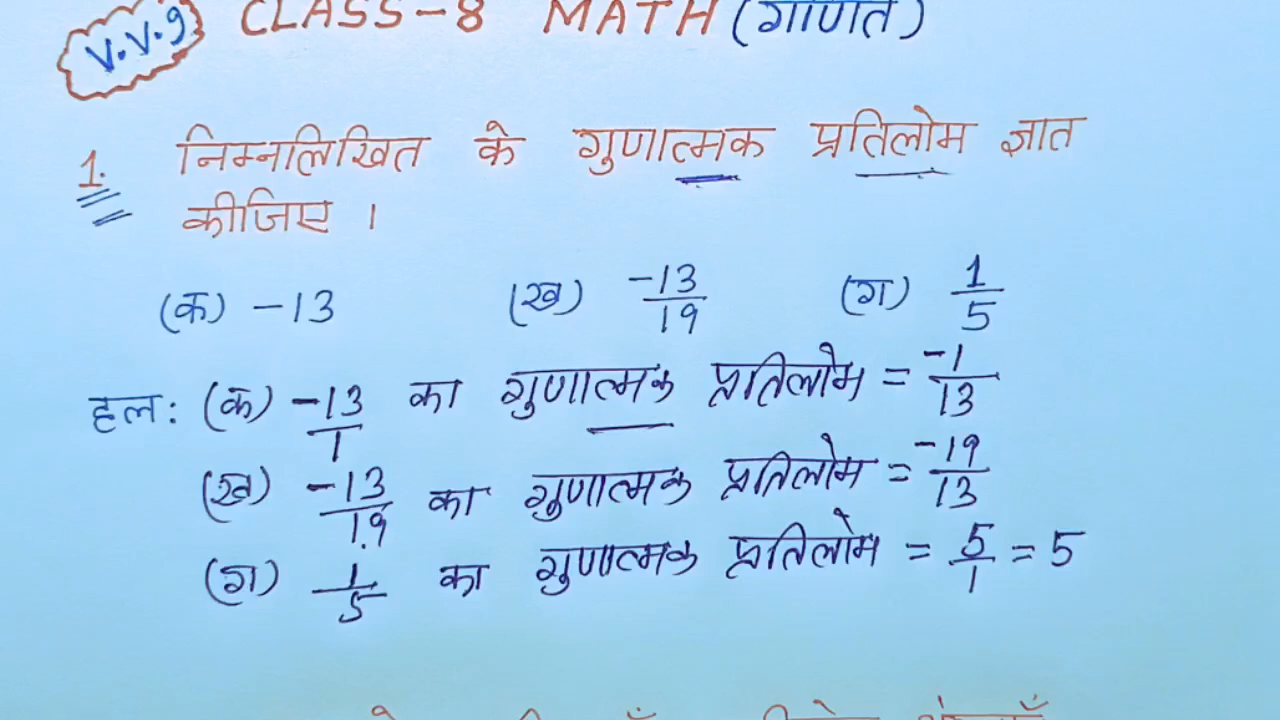 V.V.9 CLASS-8 MATH (गणित)
1. निम्नलिखित के गुणात्मक प्रतिलोम ज्ञात
कीजिए ।
(क) -13 (ख) -13/19 (ग) 1/5
हल: (क) -13/1 का गुणात्मक प्रतिलोम = -1/13
(ख) -13/19 का गुणात्मक प्रतिलोम = -19/13
(ग) 1/5 का गुणात्मक प्रतिलोम = 5/1 = 5